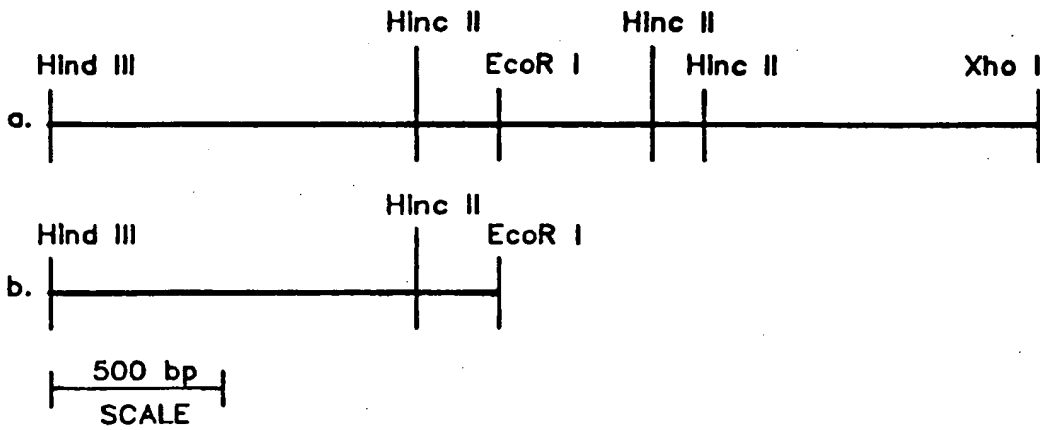 Hinc II Hinc II
Hind III EcoR I Hinc II Xho I
a.
Hinc II
Hind III EcoR I
b.
500 bp
SCALE